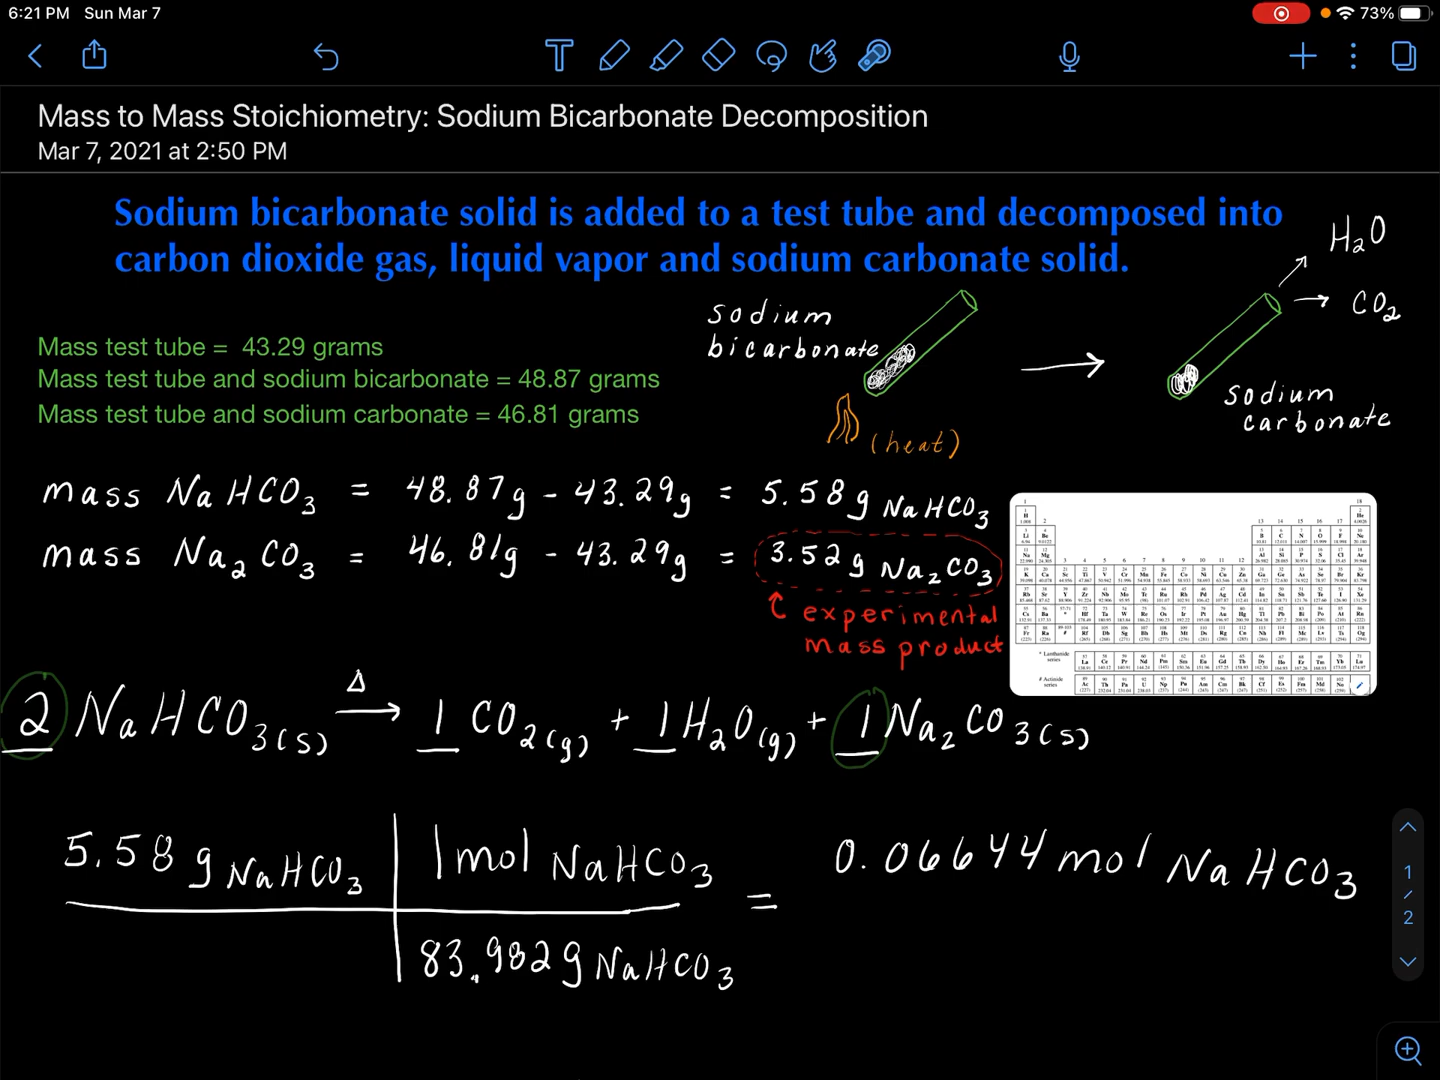 6:21 PM Sun Mar 7
73%
Mass to Mass Stoichiometry: Sodium Bicarbonate Decomposition
Mar 7, 2021 at 2:50 PM
Sodium bicarbonate solid is added to a test tube and decomposed into
carbon dioxide gas, liquid vapor and sodium carbonate solid.
H₂O
CO₂
sodium
bicarbonate
(heat)
sodium
carbonate
Mass test tube = 43.29 grams
Mass test tube and sodium bicarbonate = 48.87 grams
Mass test tube and sodium carbonate = 46.81 grams
mass NaHCO₃ = 48.87g - 43.29g = 5.58g NaHCO₃
mass Na₂CO₃ = 46.81g - 43.29g = 3.52g Na₂CO₃
↑ experimental
mass product
2 NaHCO₃(s) Δ→ 1 CO₂(g) + 1 H₂O(g) + 1 Na₂CO₃(s)
5.58 g NaHCO₃ | 1 mol NaHCO₃ = 0.06644 mol NaHCO₃
83.982g NaHCO₃
1
/
2